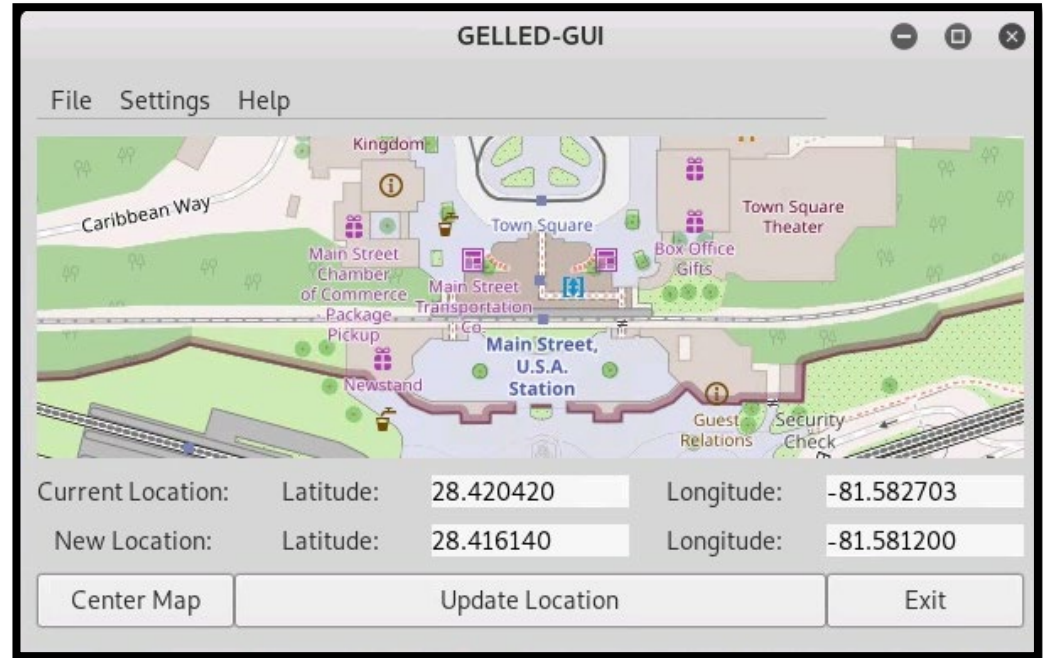 GELLED-GUI
File Settings Help
Kingdom
Caribbean Way
Town Square
Town Square
Theater
Main Street
Chamber
of Commerce
Package
Pickup
Box Office
Gifts
Main Street
Transportation
Co.
Main Street,
U.S.A.
Station
Newstand
Guest
Relations
Security
Check
Current Location: Latitude: 28.420420 Longitude: -81.582703
New Location: Latitude: 28.416140 Longitude: -81.581200
Center Map Update Location Exit